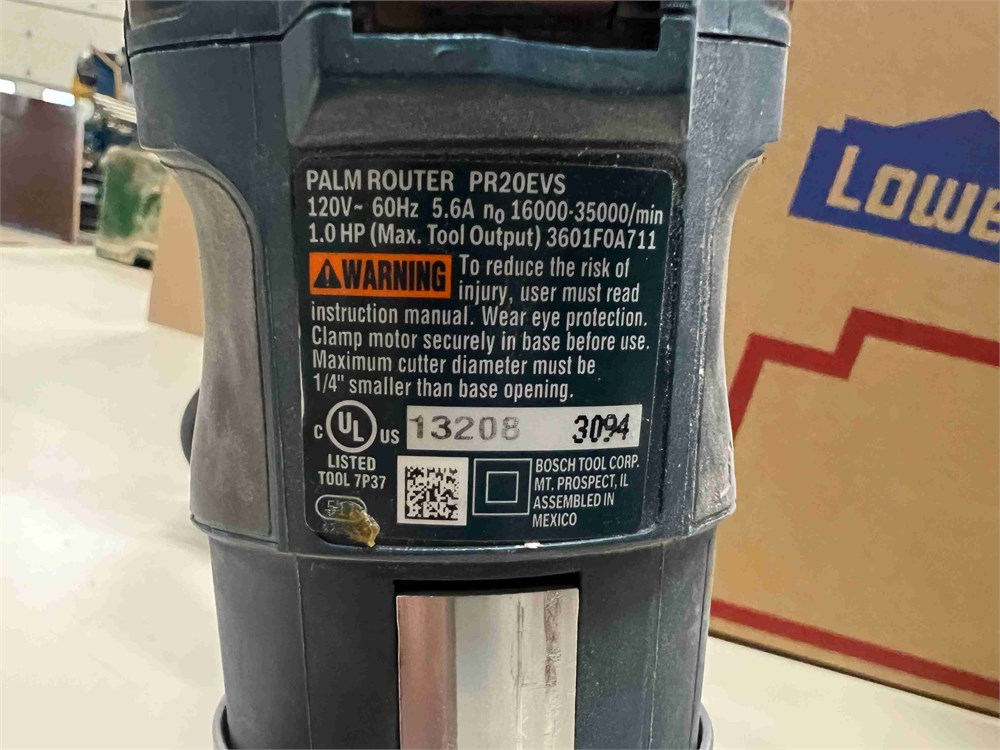 PALM ROUTER PR20EVS
120V~ 60Hz 5.6A n₀ 16000-35000/min
1.0 HP (Max. Tool Output) 3601F0A711
⚠WARNING To reduce the risk of
injury, user must read
instruction manual. Wear eye protection.
Clamp motor securely in base before use.
Maximum cutter diameter must be
1/4" smaller than base opening.
C UL US
LISTED
TOOL 7P37
13208 3094
BOSCH TOOL CORP.
MT. PROSPECT, IL
ASSEMBLED IN
MEXICO
LOWE